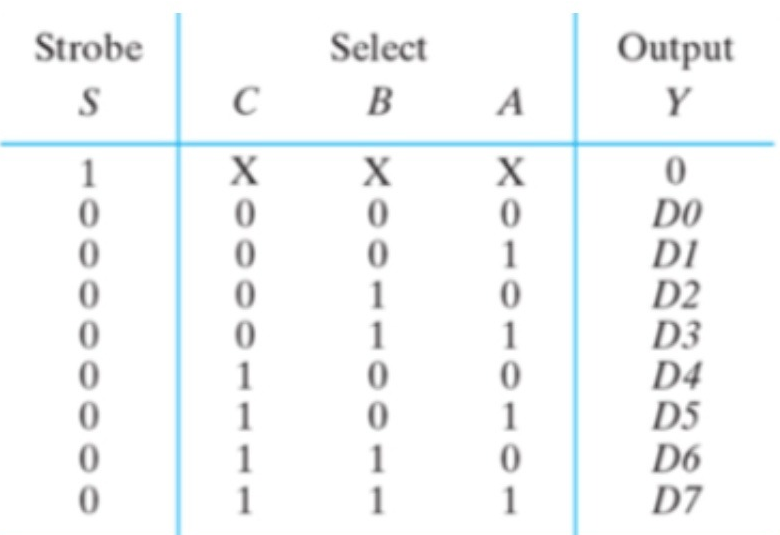 Strobe Select Output
S C B A Y
1 X X X 0
0 0 0 0 D0
0 0 0 1 D1
0 0 1 0 D2
0 0 1 1 D3
0 1 0 0 D4
0 1 0 1 D5
0 1 1 0 D6
0 1 1 1 D7